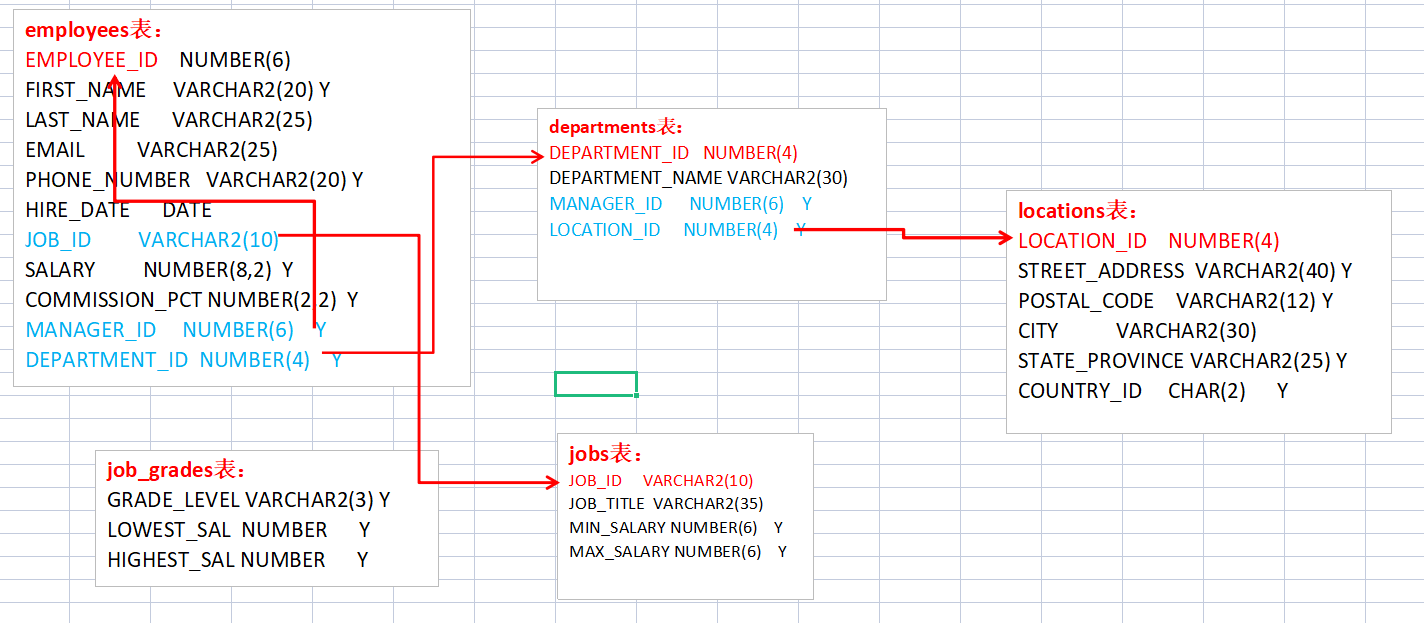 employees表：
EMPLOYEE_ID NUMBER(6)
FIRST_NAME VARCHAR2(20) Y
LAST_NAME VARCHAR2(25)
EMAIL VARCHAR2(25)
PHONE_NUMBER VARCHAR2(20) Y
HIRE_DATE DATE
JOB_ID VARCHAR2(10)
SALARY NUMBER(8,2) Y
COMMISSION_PCT NUMBER(2,2) Y
MANAGER_ID NUMBER(6) Y
DEPARTMENT_ID NUMBER(4) Y
departments表：
DEPARTMENT_ID NUMBER(4)
DEPARTMENT_NAME VARCHAR2(30)
MANAGER_ID NUMBER(6) Y
LOCATION_ID NUMBER(4) Y
locations表：
LOCATION_ID NUMBER(4)
STREET_ADDRESS VARCHAR2(40) Y
POSTAL_CODE VARCHAR2(12) Y
CITY VARCHAR2(30)
STATE_PROVINCE VARCHAR2(25) Y
COUNTRY_ID CHAR(2) Y
job_grades表：
GRADE_LEVEL VARCHAR2(3) Y
LOWEST_SAL NUMBER Y
HIGHEST_SAL NUMBER Y
jobs表：
JOB_ID VARCHAR2(10)
JOB_TITLE VARCHAR2(35)
MIN_SALARY NUMBER(6) Y
MAX_SALARY NUMBER(6) Y